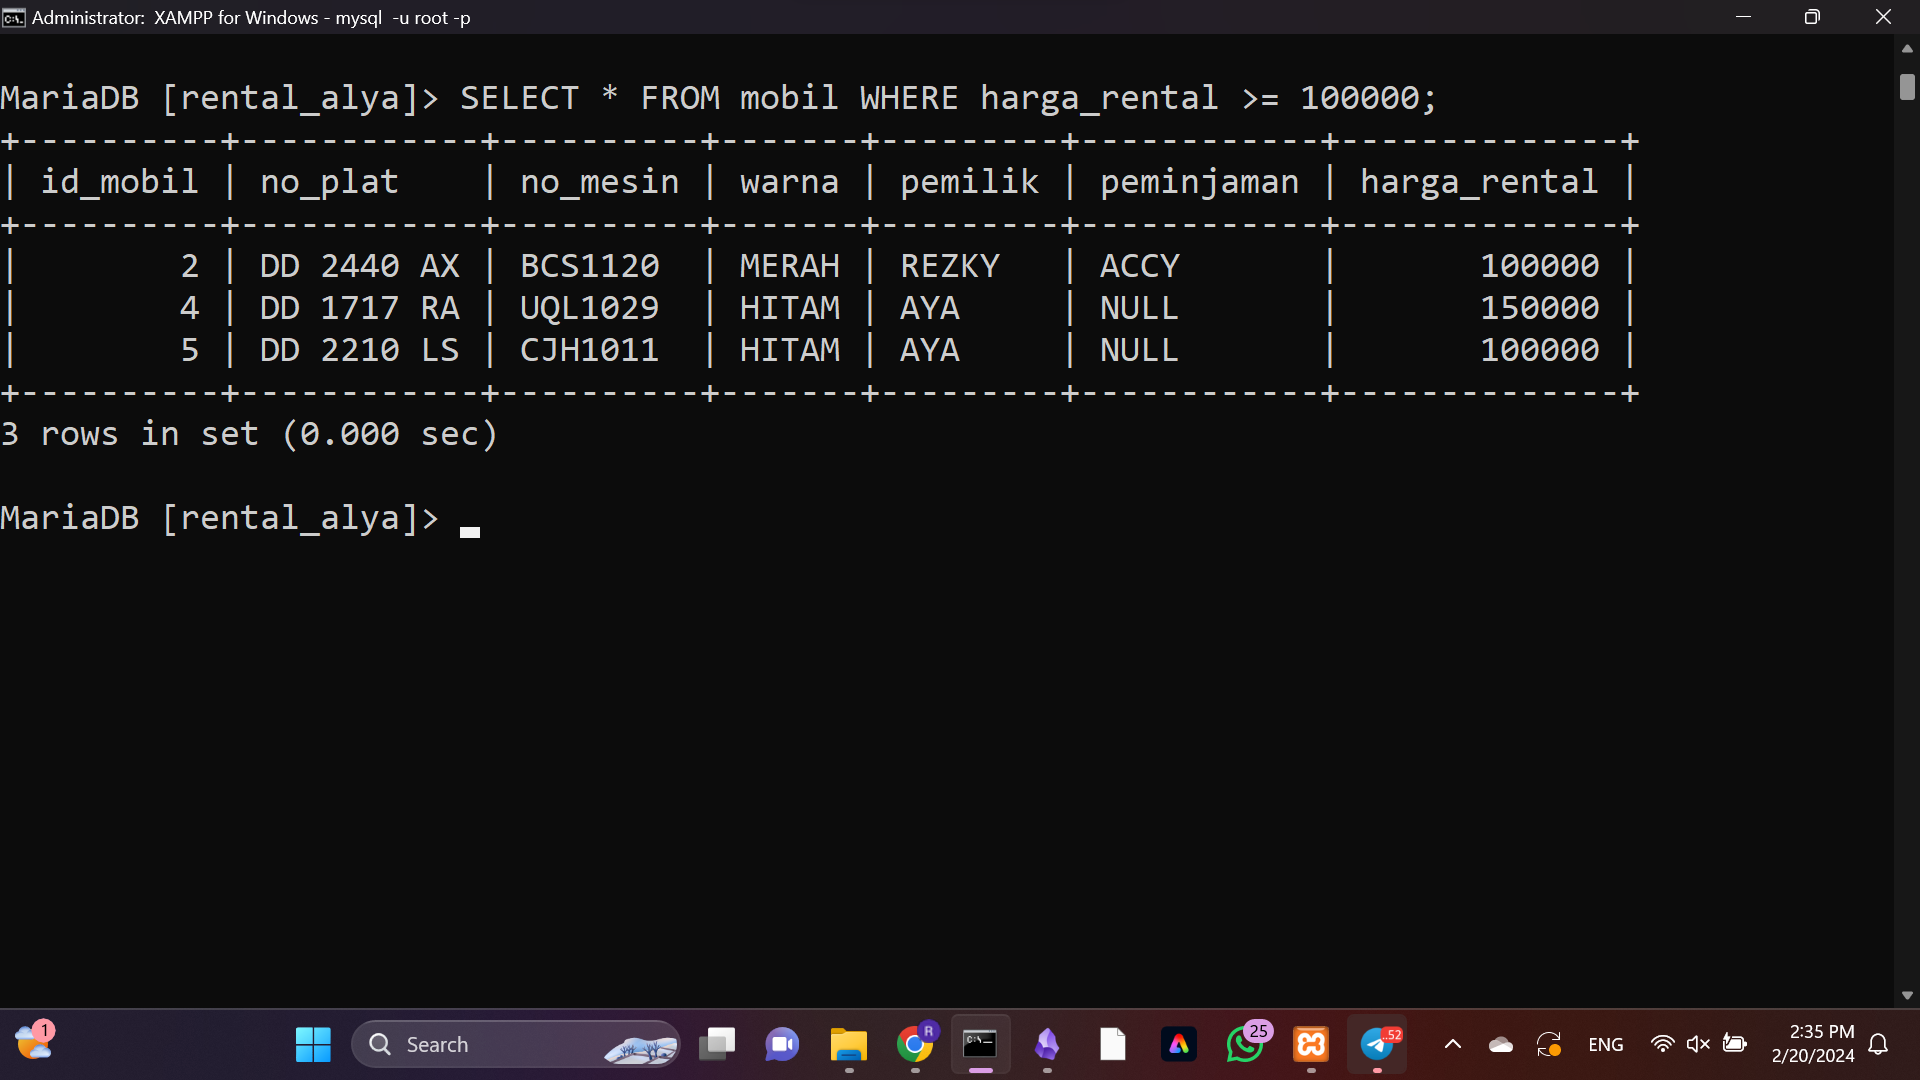 Administrator: XAMPP for Windows - mysql -u root -p
MariaDB [rental_alya]> SELECT * FROM mobil WHERE harga_rental >= 100000;
+----------+------------+----------+-------+---------+------------+--------------+
| id_mobil | no_plat    | no_mesin | warna | pemilik | peminjaman | harga_rental |
+----------+------------+----------+-------+---------+------------+--------------+
|        2 | DD 2440 AX | BCS1120  | MERAH | REZKY   | ACCY       |       100000 |
|        4 | DD 1717 RA | UQL1029  | HITAM | AYA     | NULL       |       150000 |
|        5 | DD 2210 LS | CJH1011  | HITAM | AYA     | NULL       |       100000 |
+----------+------------+----------+-------+---------+------------+--------------+
3 rows in set (0.000 sec)
MariaDB [rental_alya]>
1
Search
R
25
..52
ENG
2:35 PM
2/20/2024